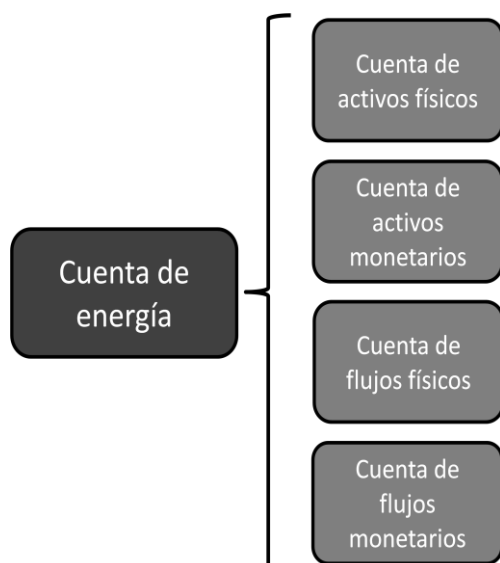 Cuenta de
activos físicos
Cuenta de
activos
monetarios
Cuenta de
energía
Cuenta de
flujos físicos
Cuenta de
flujos
monetarios